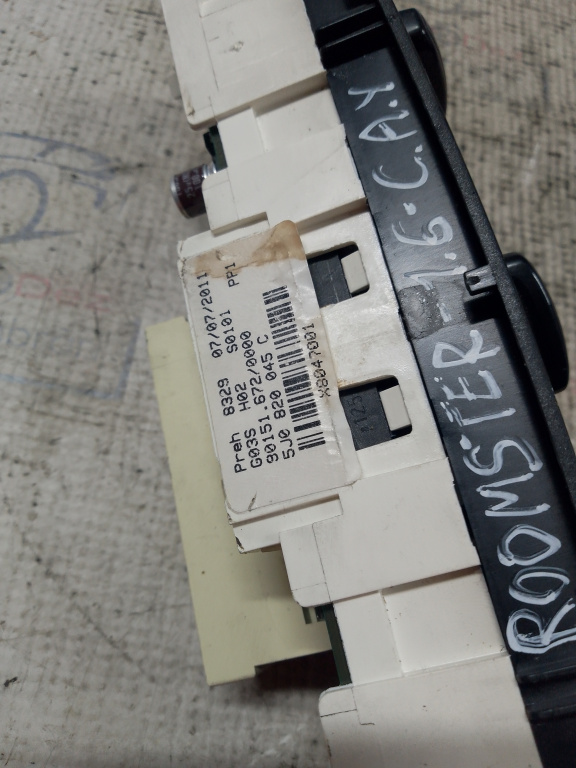 Preh 8329 07/07/2011
G03S H02 S0101 PP1
90151.672/0000
5J0 820 045 C
X8047001
6125
ROOMSTER-1.6-C.A.Y